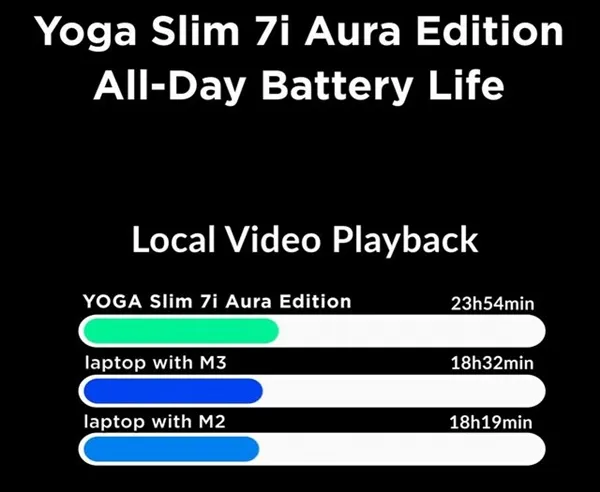 Yoga Slim 7i Aura Edition
All-Day Battery Life
Local Video Playback
YOGA Slim 7i Aura Edition 23h54min
laptop with M3 18h32min
laptop with M2 18h19min